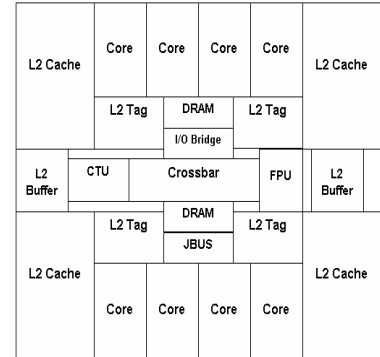 L2 Cache
Core
Core
Core
Core
L2 Cache
L2 Tag
DRAM
L2 Tag
I/O Bridge
L2
Buffer
CTU
Crossbar
FPU
L2
Buffer
L2 Tag
DRAM
L2 Tag
JBUS
L2 Cache
Core
Core
Core
Core
L2 Cache